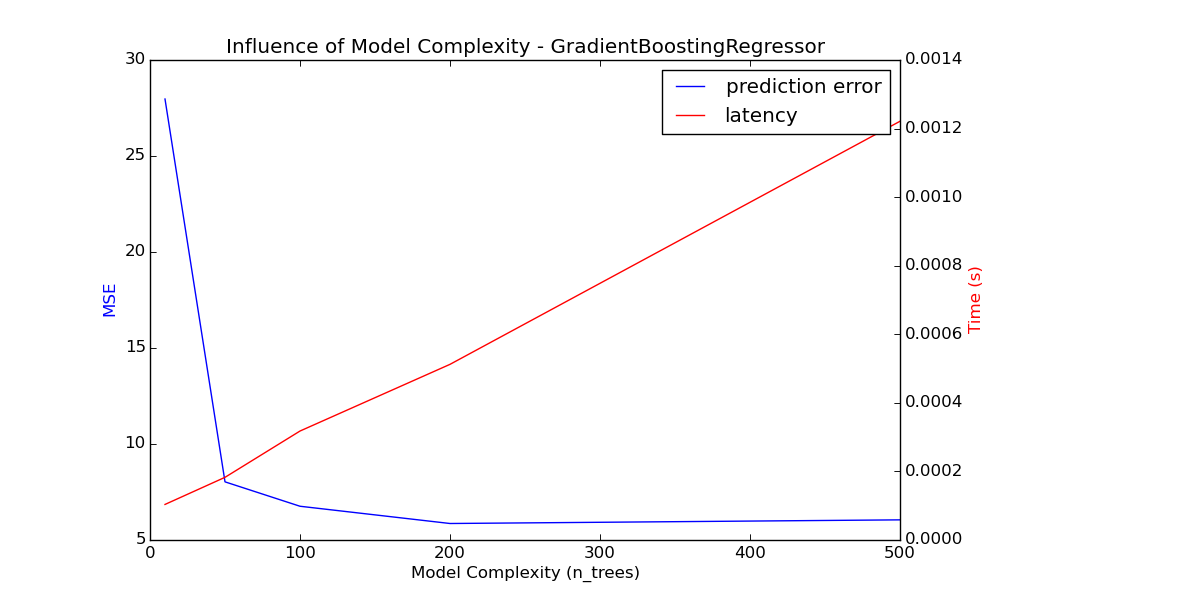 Influence of Model Complexity - GradientBoostingRegressor
prediction error
latency
30
25
20
15
10
5
MSE
0.0014
0.0012
0.0010
0.0008
0.0006
0.0004
0.0002
0.0000
Time (s)
0 100 200 300 400 500
Model Complexity (n_trees)